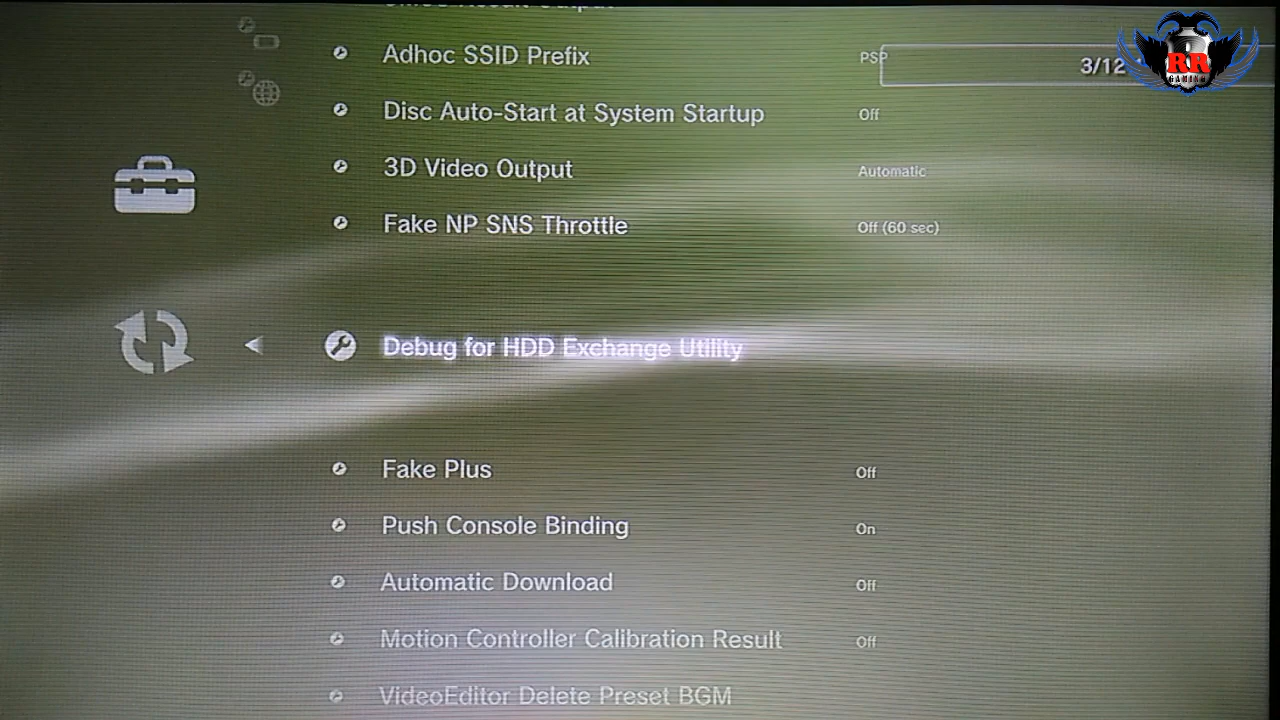 Adhoc SSID Prefix PSP
3/12
RR
GAMING
Disc Auto-Start at System Startup Off
3D Video Output Automatic
Fake NP SNS Throttle Off (60 sec)
Debug for HDD Exchange Utility
Fake Plus Off
Push Console Binding On
Automatic Download Off
Motion Controller Calibration Result Off
VideoEditor Delete Preset BGM